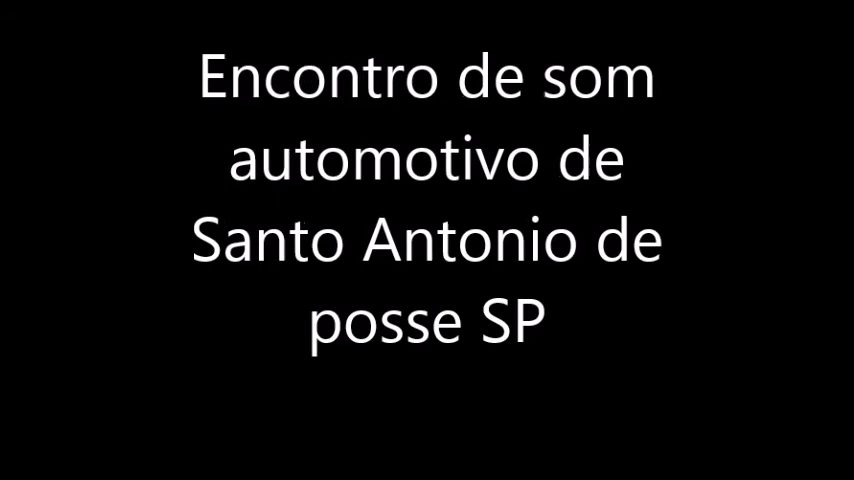 Encontro de som
automotivo de
Santo Antonio de
posse SP